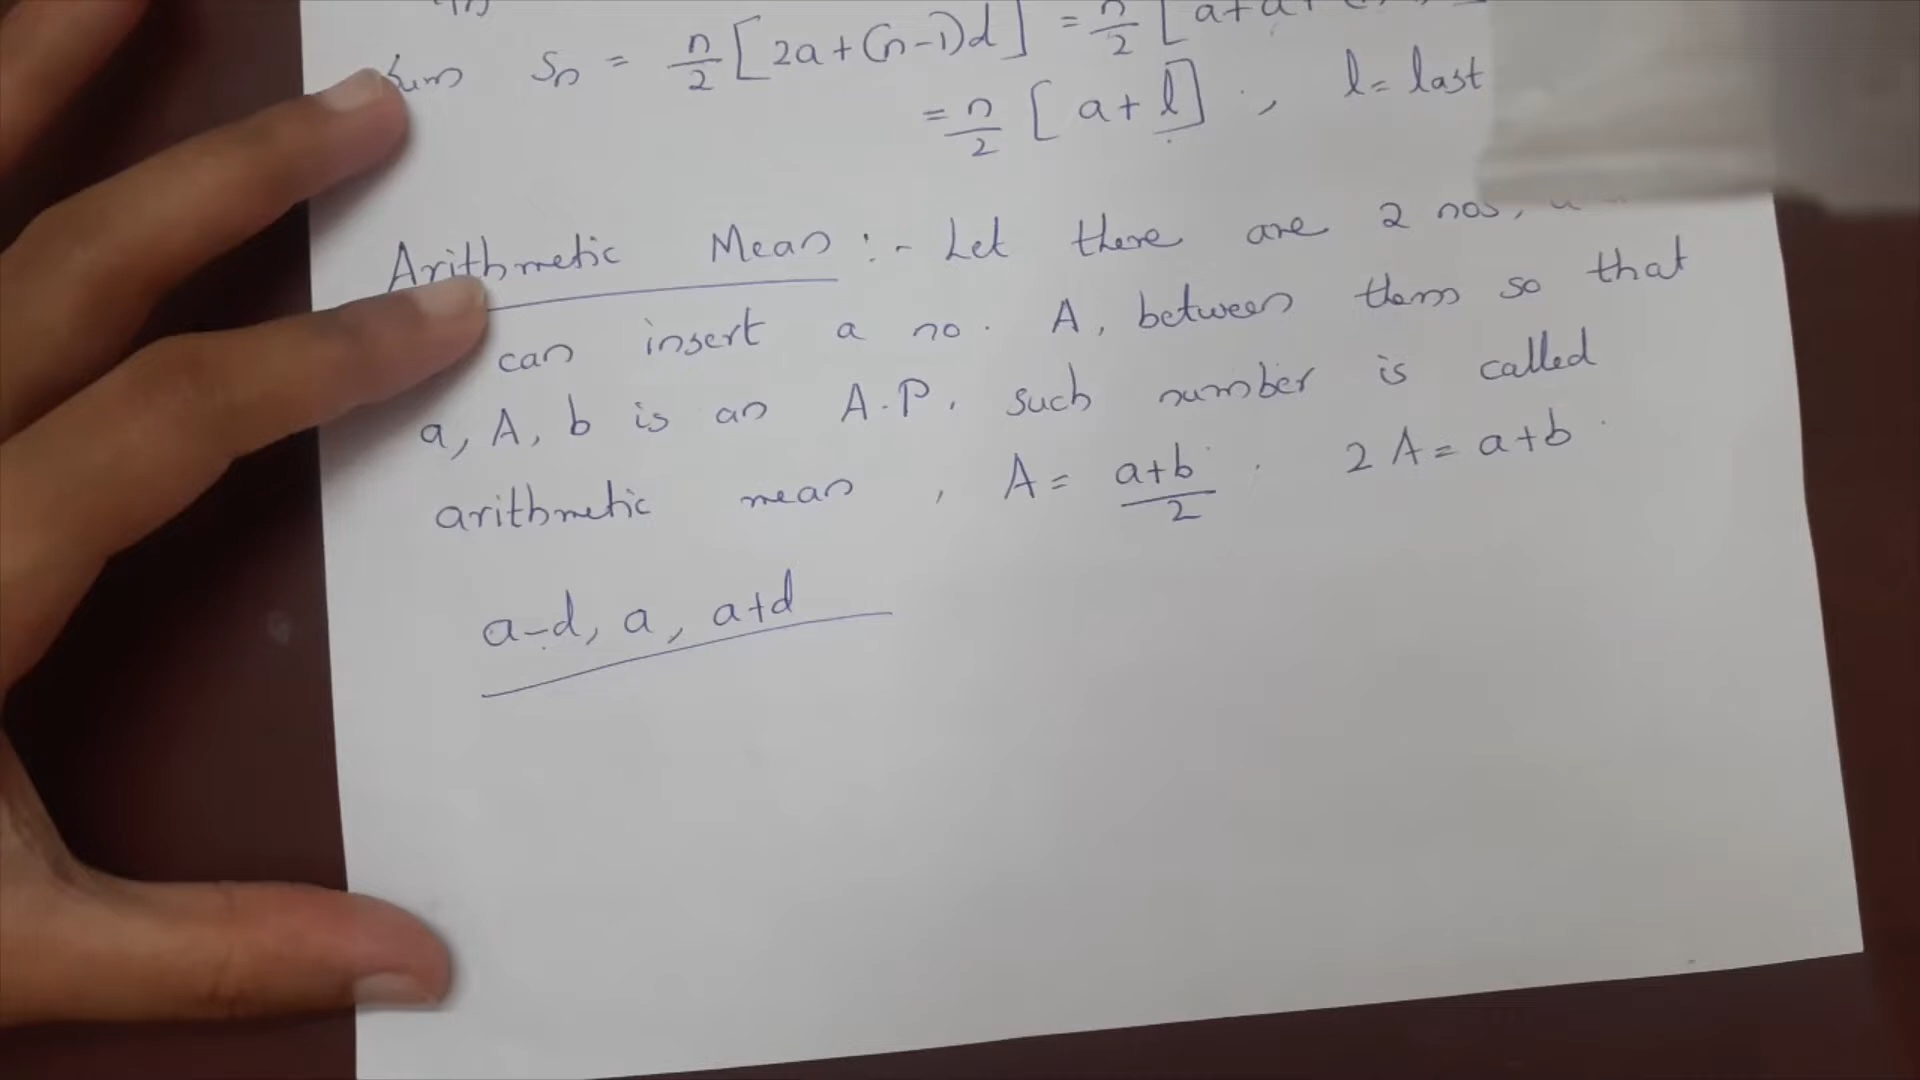 Sum Sn = n/2 [2a+(n-1)d] = n/2 [a+a+
= n/2 [a+l] , l = last
Arithmetic Mean :- Let there are 2 nos,
can insert a no. A, between them so that
a, A, b is an A.P. such number is called
arithmetic mean, A = a+b/2 . 2A = a+b.
a-d, a, a+d